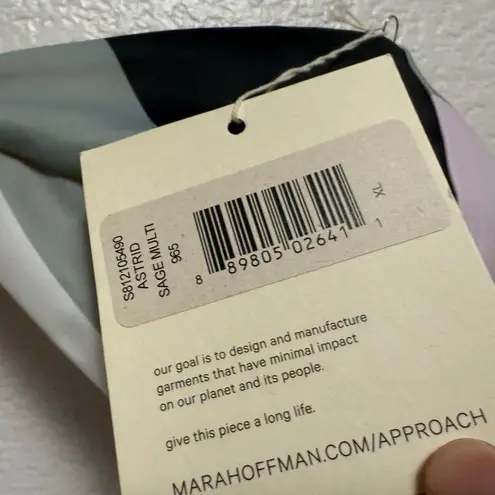 S812105490
ASTRID
SAGE MULTI
965
8 89805 02641 1
XL
our goal is to design and manufacture
garments that have minimal impact
on our planet and its people.
give this piece a long life.
MARAHOFFMAN.COM/APPROACH